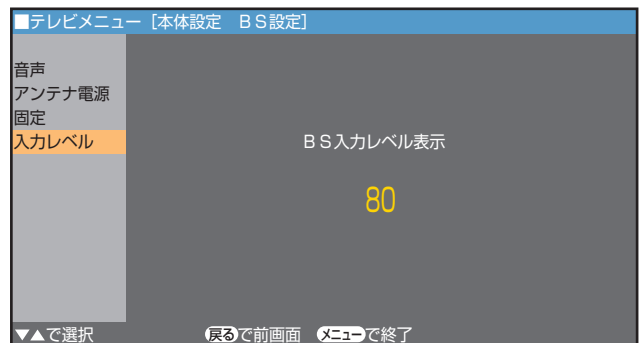 ■テレビメニュー [本体設定　ＢＳ設定]
音声
アンテナ電源
固定
入力レベル
ＢＳ入力レベル表示
80
▼▲で選択　戻るで前画面　メニューで終了